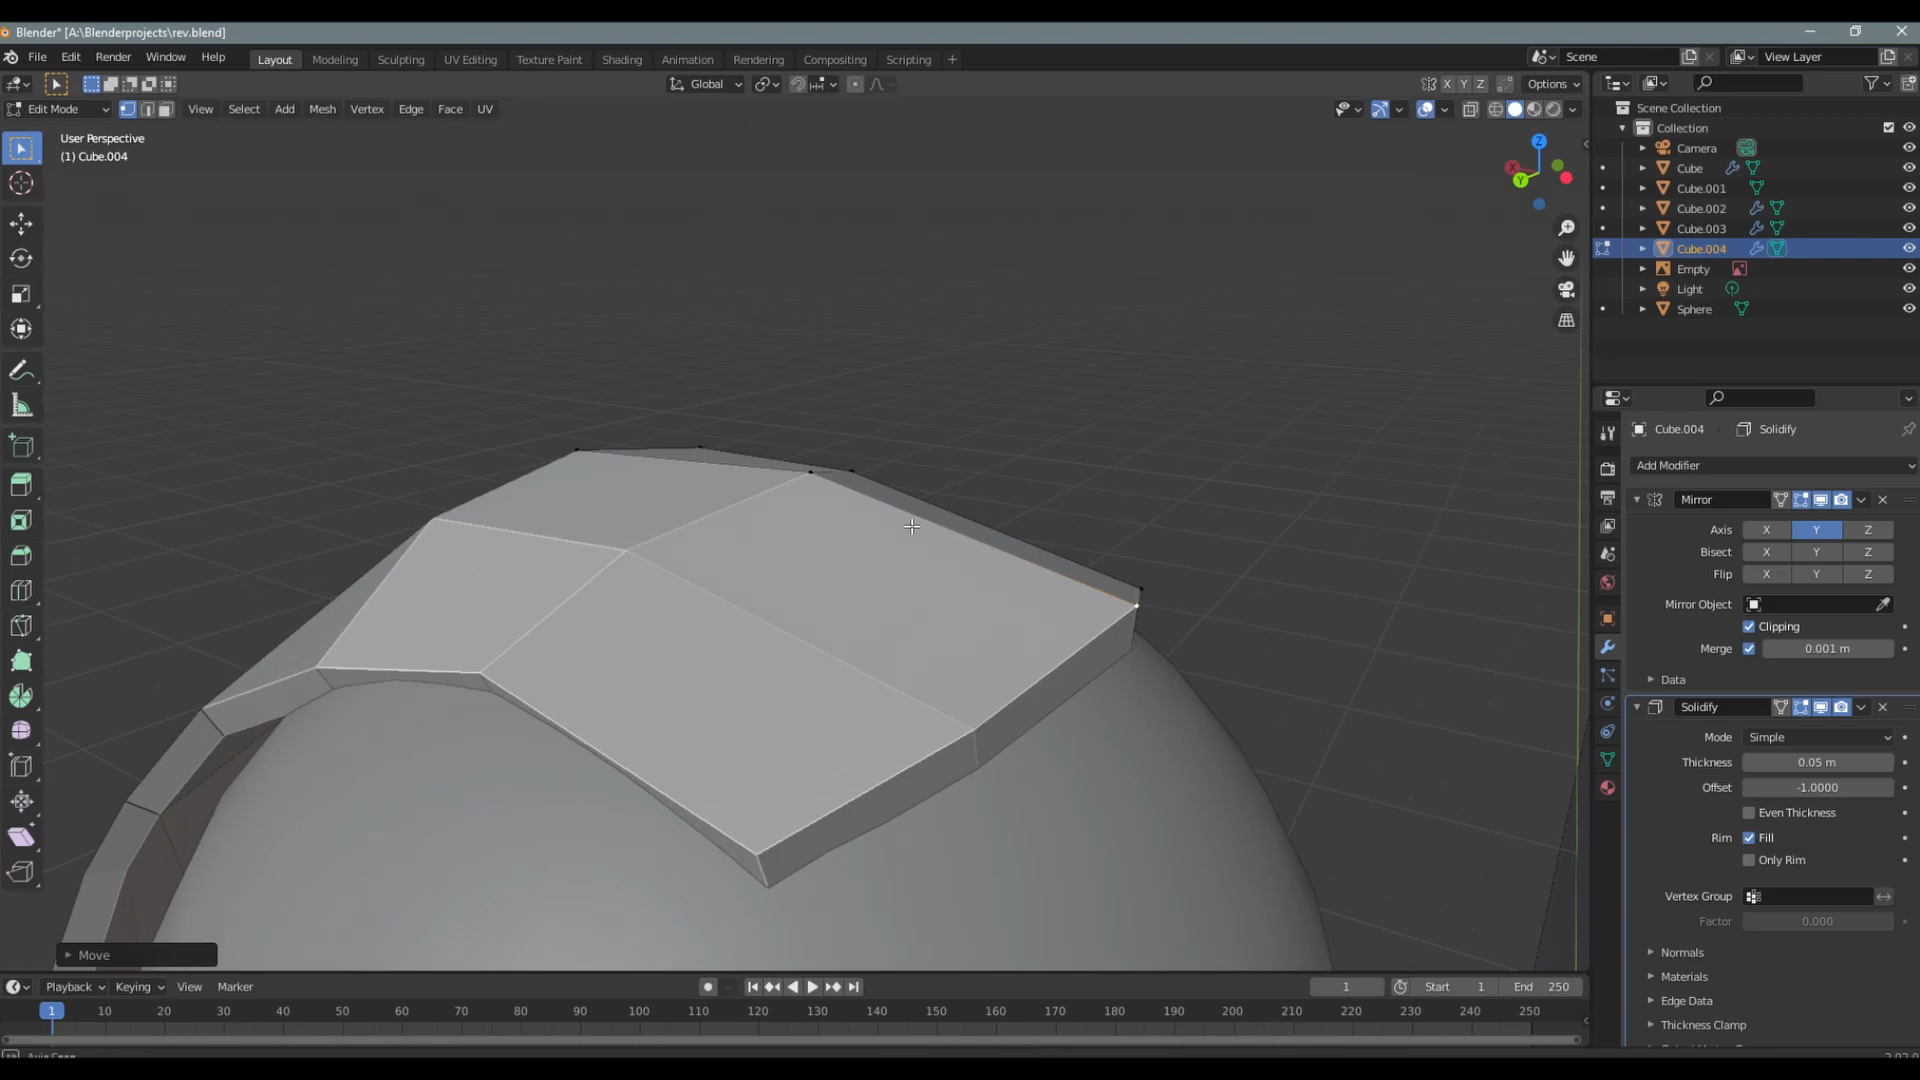 Blender* [A:\Blenderprojects\rev.blend]
File Edit Render Window Help
Layout Modeling Sculpting UV Editing Texture Paint Shading Animation Rendering Compositing Scripting +
Scene
View Layer
Global
X Y Z
Options
Edit Mode
View Select Add Mesh Vertex Edge Face UV
User Perspective
(1) Cube.004
Z
X
Y
Move
Scene Collection
Collection
Camera
Cube
Cube.001
Cube.002
Cube.003
Cube.004
Empty
Light
Sphere
Cube.004 Solidify
Add Modifier
Mirror
Axis X Y Z
Bisect X Y Z
Flip X Y Z
Mirror Object
Clipping
Merge 0.001 m
Data
Solidify
Mode Simple
Thickness 0.05 m
Offset -1.0000
Even Thickness
Rim Fill
Only Rim
Vertex Group
Factor 0.000
Normals
Materials
Edge Data
Thickness Clamp
Playback Keying View Marker
1
Start 1
End 250
1 10 20 30 40 50 60 70 80 90 100 110 120 130 140 150 160 170 180 190 200 210 220 230 240 250